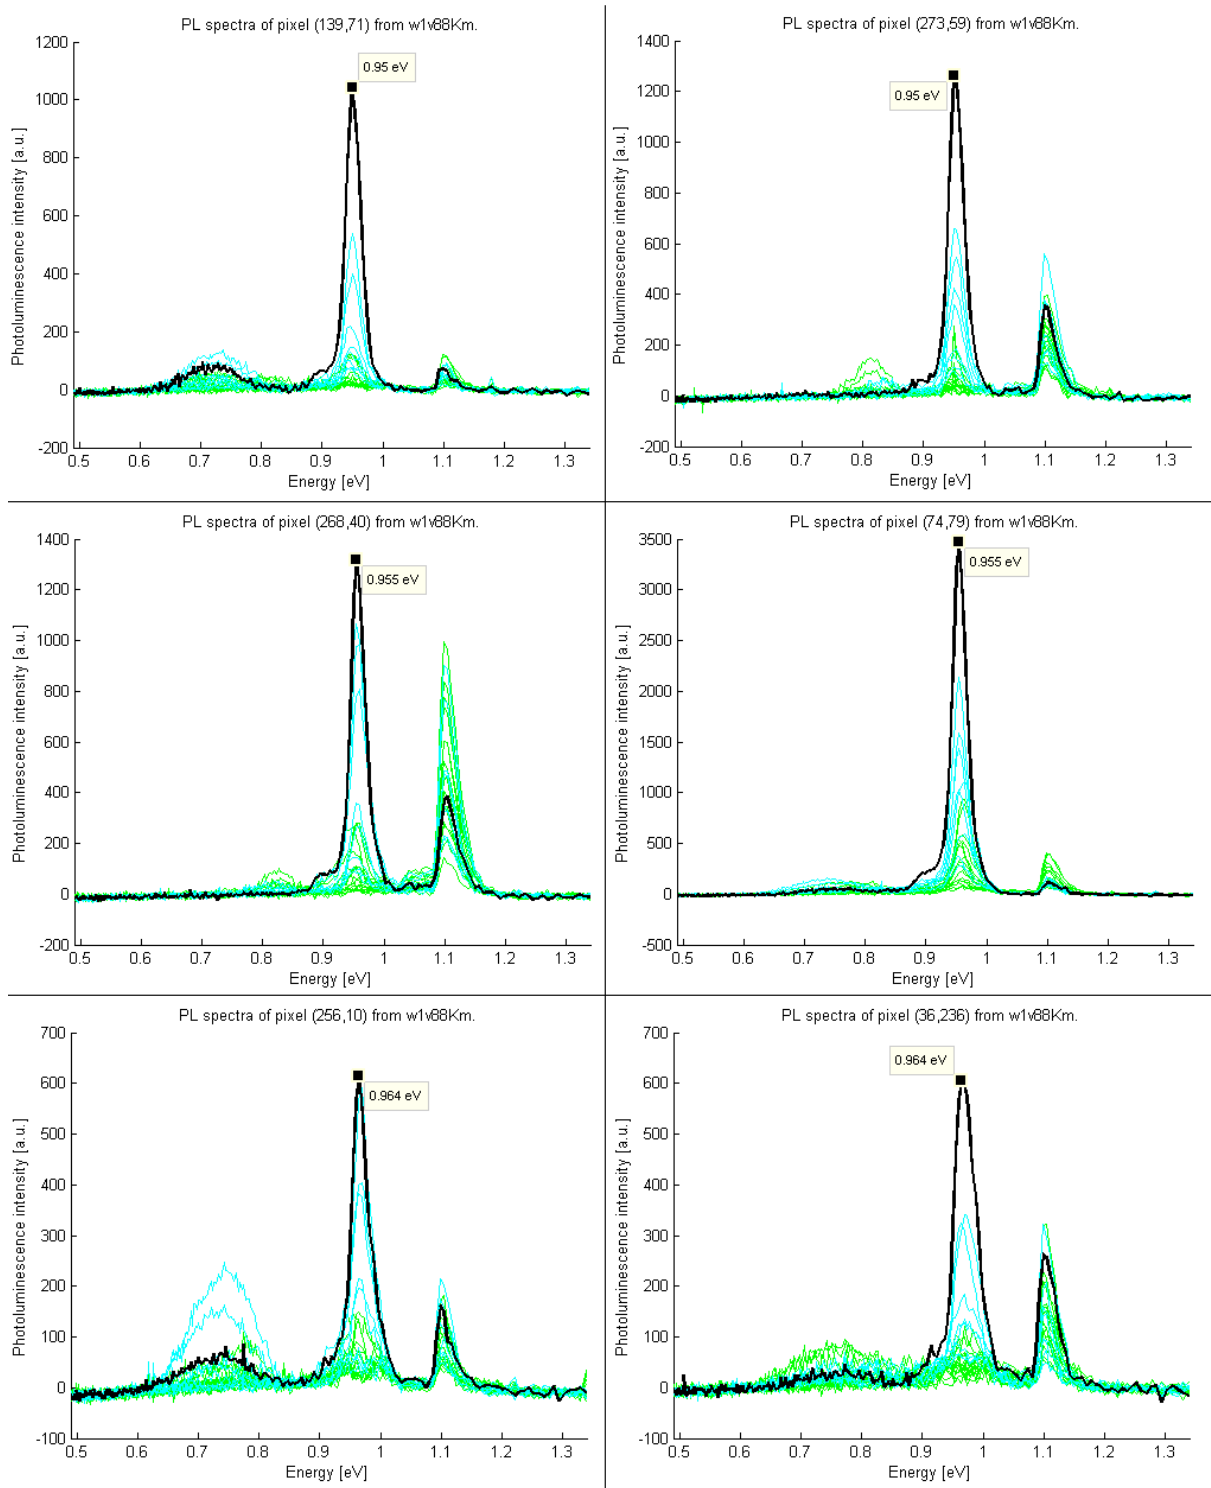 PL spectra of pixel (139,71) from w1v88Km.
1200
1000
800
600
400
200
0
-200
0.95 eV
Photoluminescence intensity [a.u.]
0.5 0.6 0.7 0.8 0.9 1 1.1 1.2 1.3
Energy [eV]
PL spectra of pixel (273,59) from w1v88Km.
1400
1200
1000
800
600
400
200
0
-200
0.95 eV
Photoluminescence intensity [a.u.]
0.5 0.6 0.7 0.8 0.9 1 1.1 1.2 1.3
Energy [eV]
PL spectra of pixel (268,40) from w1v88Km.
1400
1200
1000
800
600
400
200
0
-200
0.955 eV
Photoluminescence intensity [a.u.]
0.5 0.6 0.7 0.8 0.9 1 1.1 1.2 1.3
Energy [eV]
PL spectra of pixel (74,79) from w1v88Km.
3500
3000
2500
2000
1500
1000
500
0
-500
0.955 eV
Photoluminescence intensity [a.u.]
0.5 0.6 0.7 0.8 0.9 1 1.1 1.2 1.3
Energy [eV]
PL spectra of pixel (256,10) from w1v88Km.
700
600
500
400
300
200
100
0
-100
0.964 eV
Photoluminescence intensity [a.u.]
0.5 0.6 0.7 0.8 0.9 1 1.1 1.2 1.3
Energy [eV]
PL spectra of pixel (36,236) from w1v88Km.
700
600
500
400
300
200
100
0
-100
0.964 eV
Photoluminescence intensity [a.u.]
0.5 0.6 0.7 0.8 0.9 1 1.1 1.2 1.3
Energy [eV]